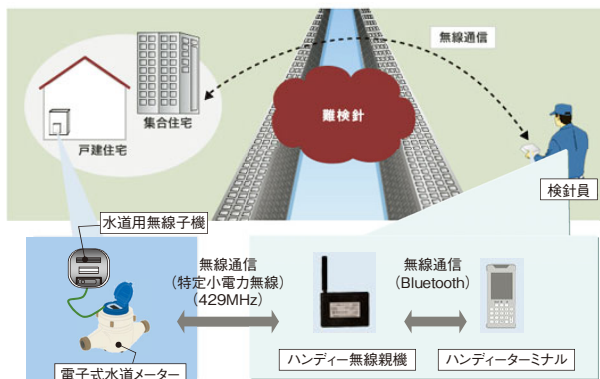 無線通信
難検針
集合住宅
戸建住宅
検針員
水道用無線子機
無線通信
(特定小電力無線)
(429MHz)
無線通信
(Bluetooth)
電子式水道メーター
ハンディー無線親機
ハンディーターミナル